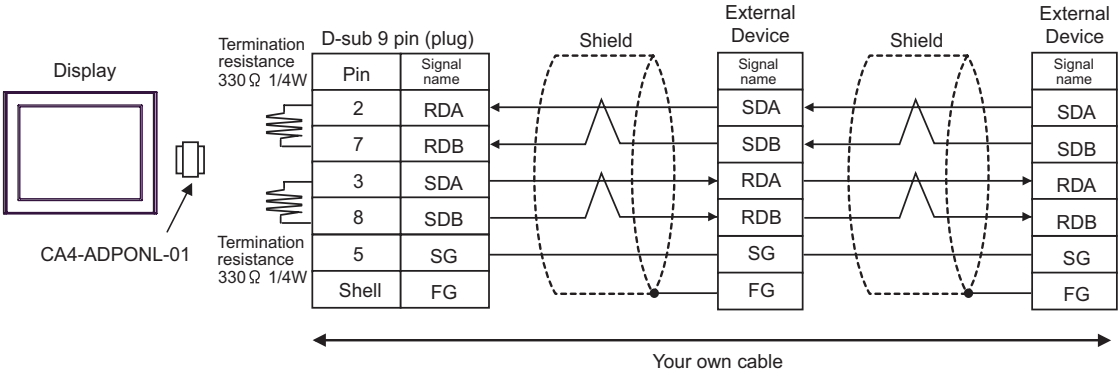 Display
CA4-ADPONL-01
Termination
resistance
330Ω 1/4W
Termination
resistance
330Ω 1/4W
D-sub 9 pin (plug)
Pin Signal name
2 RDA
7 RDB
3 SDA
8 SDB
5 SG
Shell FG
Shield
External
Device
Signal
name
SDA
SDB
RDA
RDB
SG
FG
Shield
External
Device
Signal
name
SDA
SDB
RDA
RDB
SG
FG
Your own cable